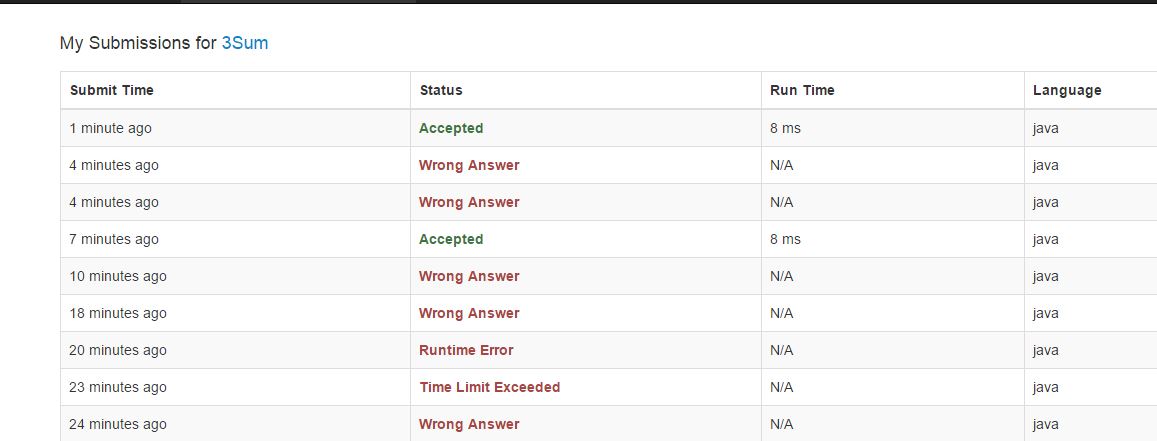 My Submissions for 3Sum
Submit Time Status Run Time Language
1 minute ago Accepted 8 ms java
4 minutes ago Wrong Answer N/A java
4 minutes ago Wrong Answer N/A java
7 minutes ago Accepted 8 ms java
10 minutes ago Wrong Answer N/A java
18 minutes ago Wrong Answer N/A java
20 minutes ago Runtime Error N/A java
23 minutes ago Time Limit Exceeded N/A java
24 minutes ago Wrong Answer N/A java